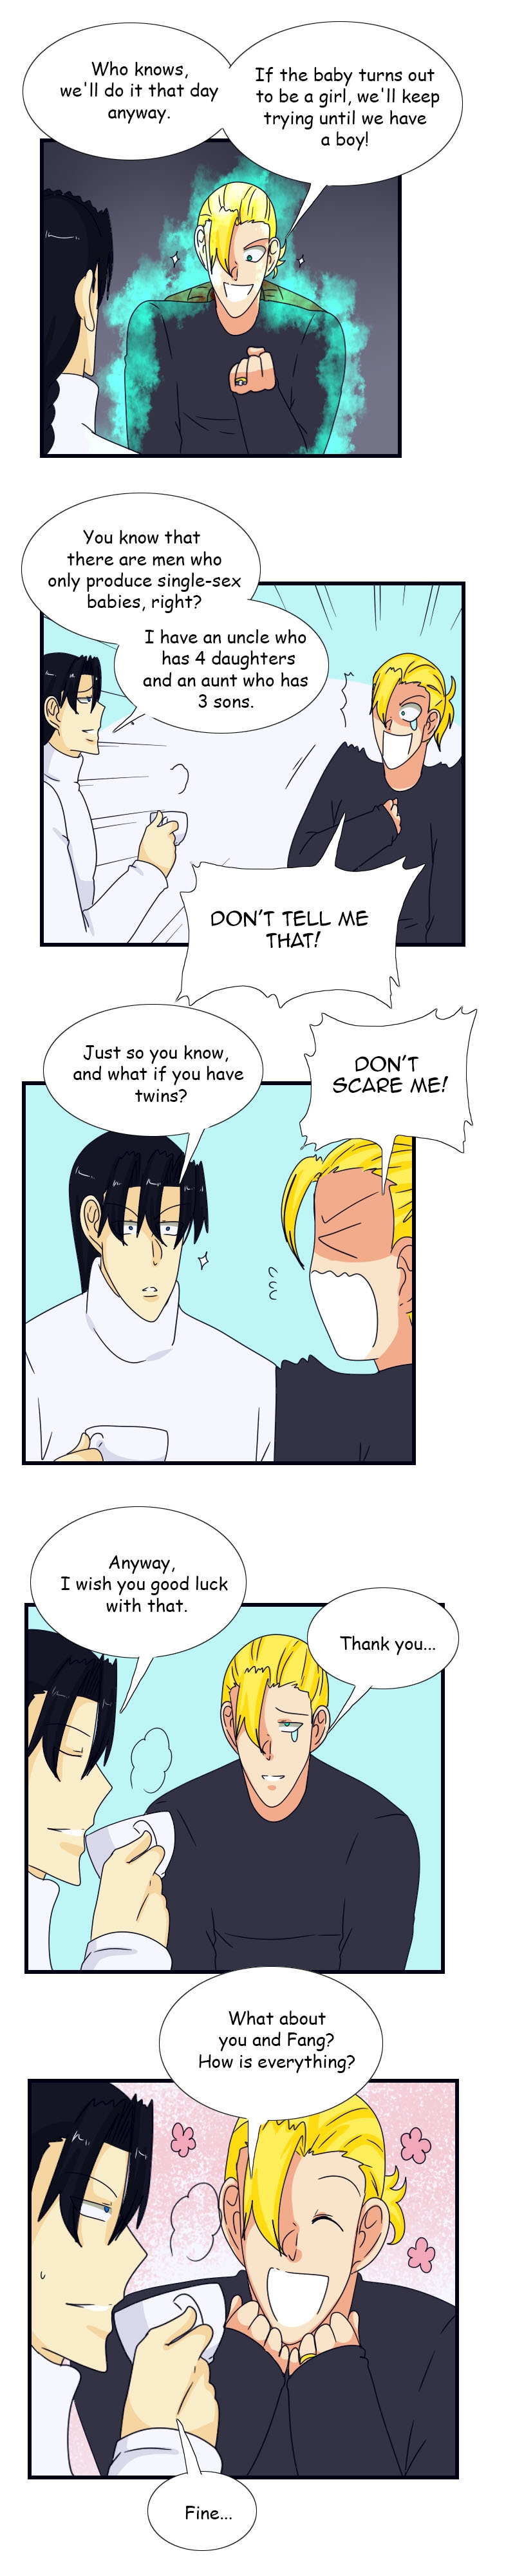 Who knows,
we'll do it that day
anyway.
If the baby turns out
to be a girl, we'll keep
trying until we have
a boy!
You know that
there are men who
only produce single-sex
babies, right?
I have an uncle who
has 4 daughters
and an aunt who has
3 sons.
DON'T TELL ME
THAT!
Just so you know,
and what if you have
twins?
DON'T
SCARE ME!
Anyway,
I wish you good luck
with that.
Thank you...
What about
you and Fang?
How is everything?
Fine...